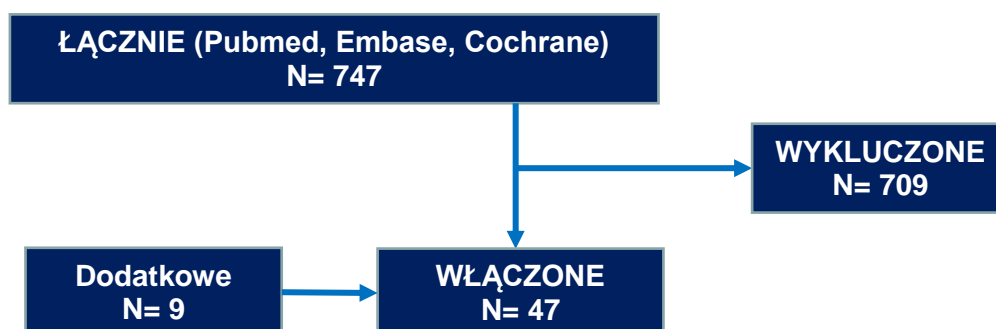 ŁĄCZNIE (Pubmed, Embase, Cochrane)
N= 747
WYKLUCZONE
N= 709
Dodatkowe
N= 9
WŁĄCZONE
N= 47